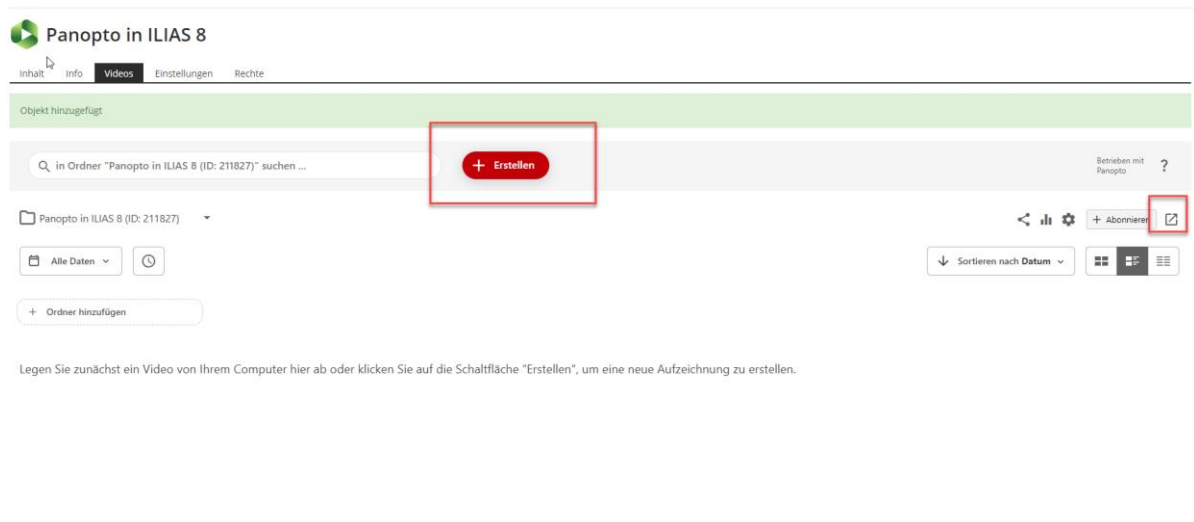 Panopto in ILIAS 8
Inhalt Info Videos Einstellungen Rechte
Objekt hinzugefügt
in Ordner "Panopto in ILIAS 8 (ID: 211827)" suchen ...
+ Erstellen
Betrieben mit
Panopto
?
Panopto in ILIAS 8 (ID: 211827)
+ Abonnieren
Alle Daten
Sortieren nach Datum
+ Ordner hinzufügen
Legen Sie zunächst ein Video von Ihrem Computer hier ab oder klicken Sie auf die Schaltfläche "Erstellen", um eine neue Aufzeichnung zu erstellen.